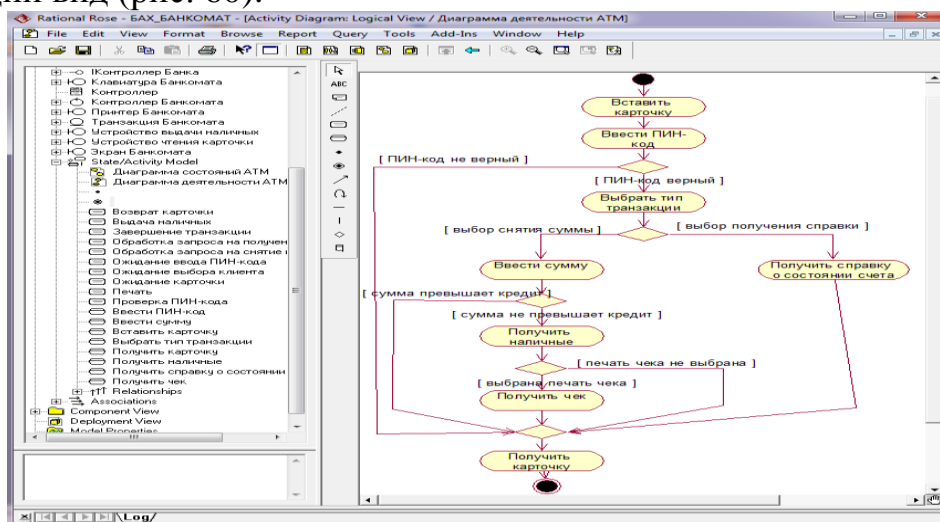 вид (рис. 60).
Rational Rose - БАХ_БАНКОМАТ - [Activity Diagram: Logical View / Диаграмма деятельности АТМ]
File Edit View Format Browse Report Query Tools Add-Ins Window Help
IКонтроллер Банка
Клавиатура Банкомата
Контроллер
Контроллер Банкомата
Принтер Банкомата
Транзакция Банкомата
Устройство выдачи наличных
Устройство чтения карточки
Экран Банкомата
State/Activity Model
Диаграмма состояний АТМ
Диаграмма деятельности АТМ
Возврат карточки
Выдача наличных
Завершение транзакции
Обработка запроса на получен
Обработка запроса на снятие
Ожидание ввода ПИН-кода
Ожидание выбора клиента
Ожидание карточки
Печать
Проверка ПИН-кода
Ввести ПИН-код
Ввести сумму
Вставить карточку
Выбрать тип транзакции
Получить карточку
Получить наличные
Получить справку о состоянии
Получить чек
Relationships
Associations
Component View
Deployment View
Model Properties
ABC
Вставить
карточку
Ввести ПИН-
код
[ ПИН-код не верный ]
[ ПИН-код верный ]
Выбрать тип
транзакции
[ выбор снятия суммы ]
[ выбор получения справки ]
Ввести сумму
Получить справку
о состоянии счета
[ сумма превышает кредит ]
[ сумма не превышает кредит ]
Получить
наличные
[ печать чека не выбрана ]
[ выбрана печать чека ]
Получить чек
Получить
карточку
Log